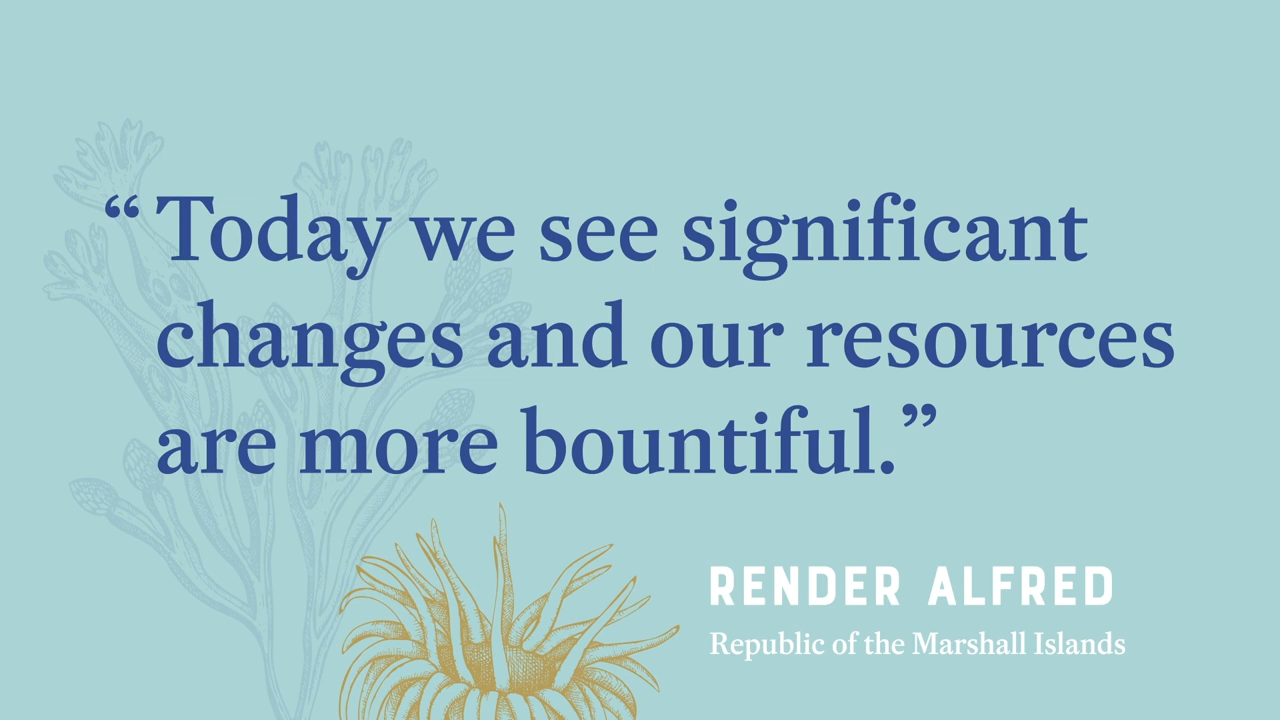 “Today we see significant
changes and our resources
are more bountiful.”
RENDER ALFRED
Republic of the Marshall Islands